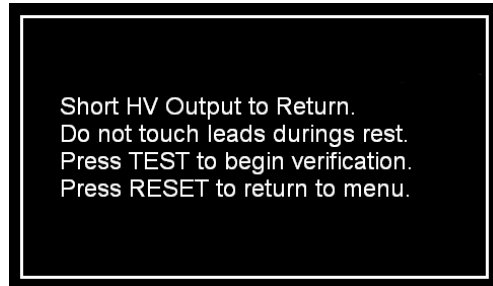 Short HV Output to Return.
Do not touch leads durings rest.
Press TEST to begin verification.
Press RESET to return to menu.